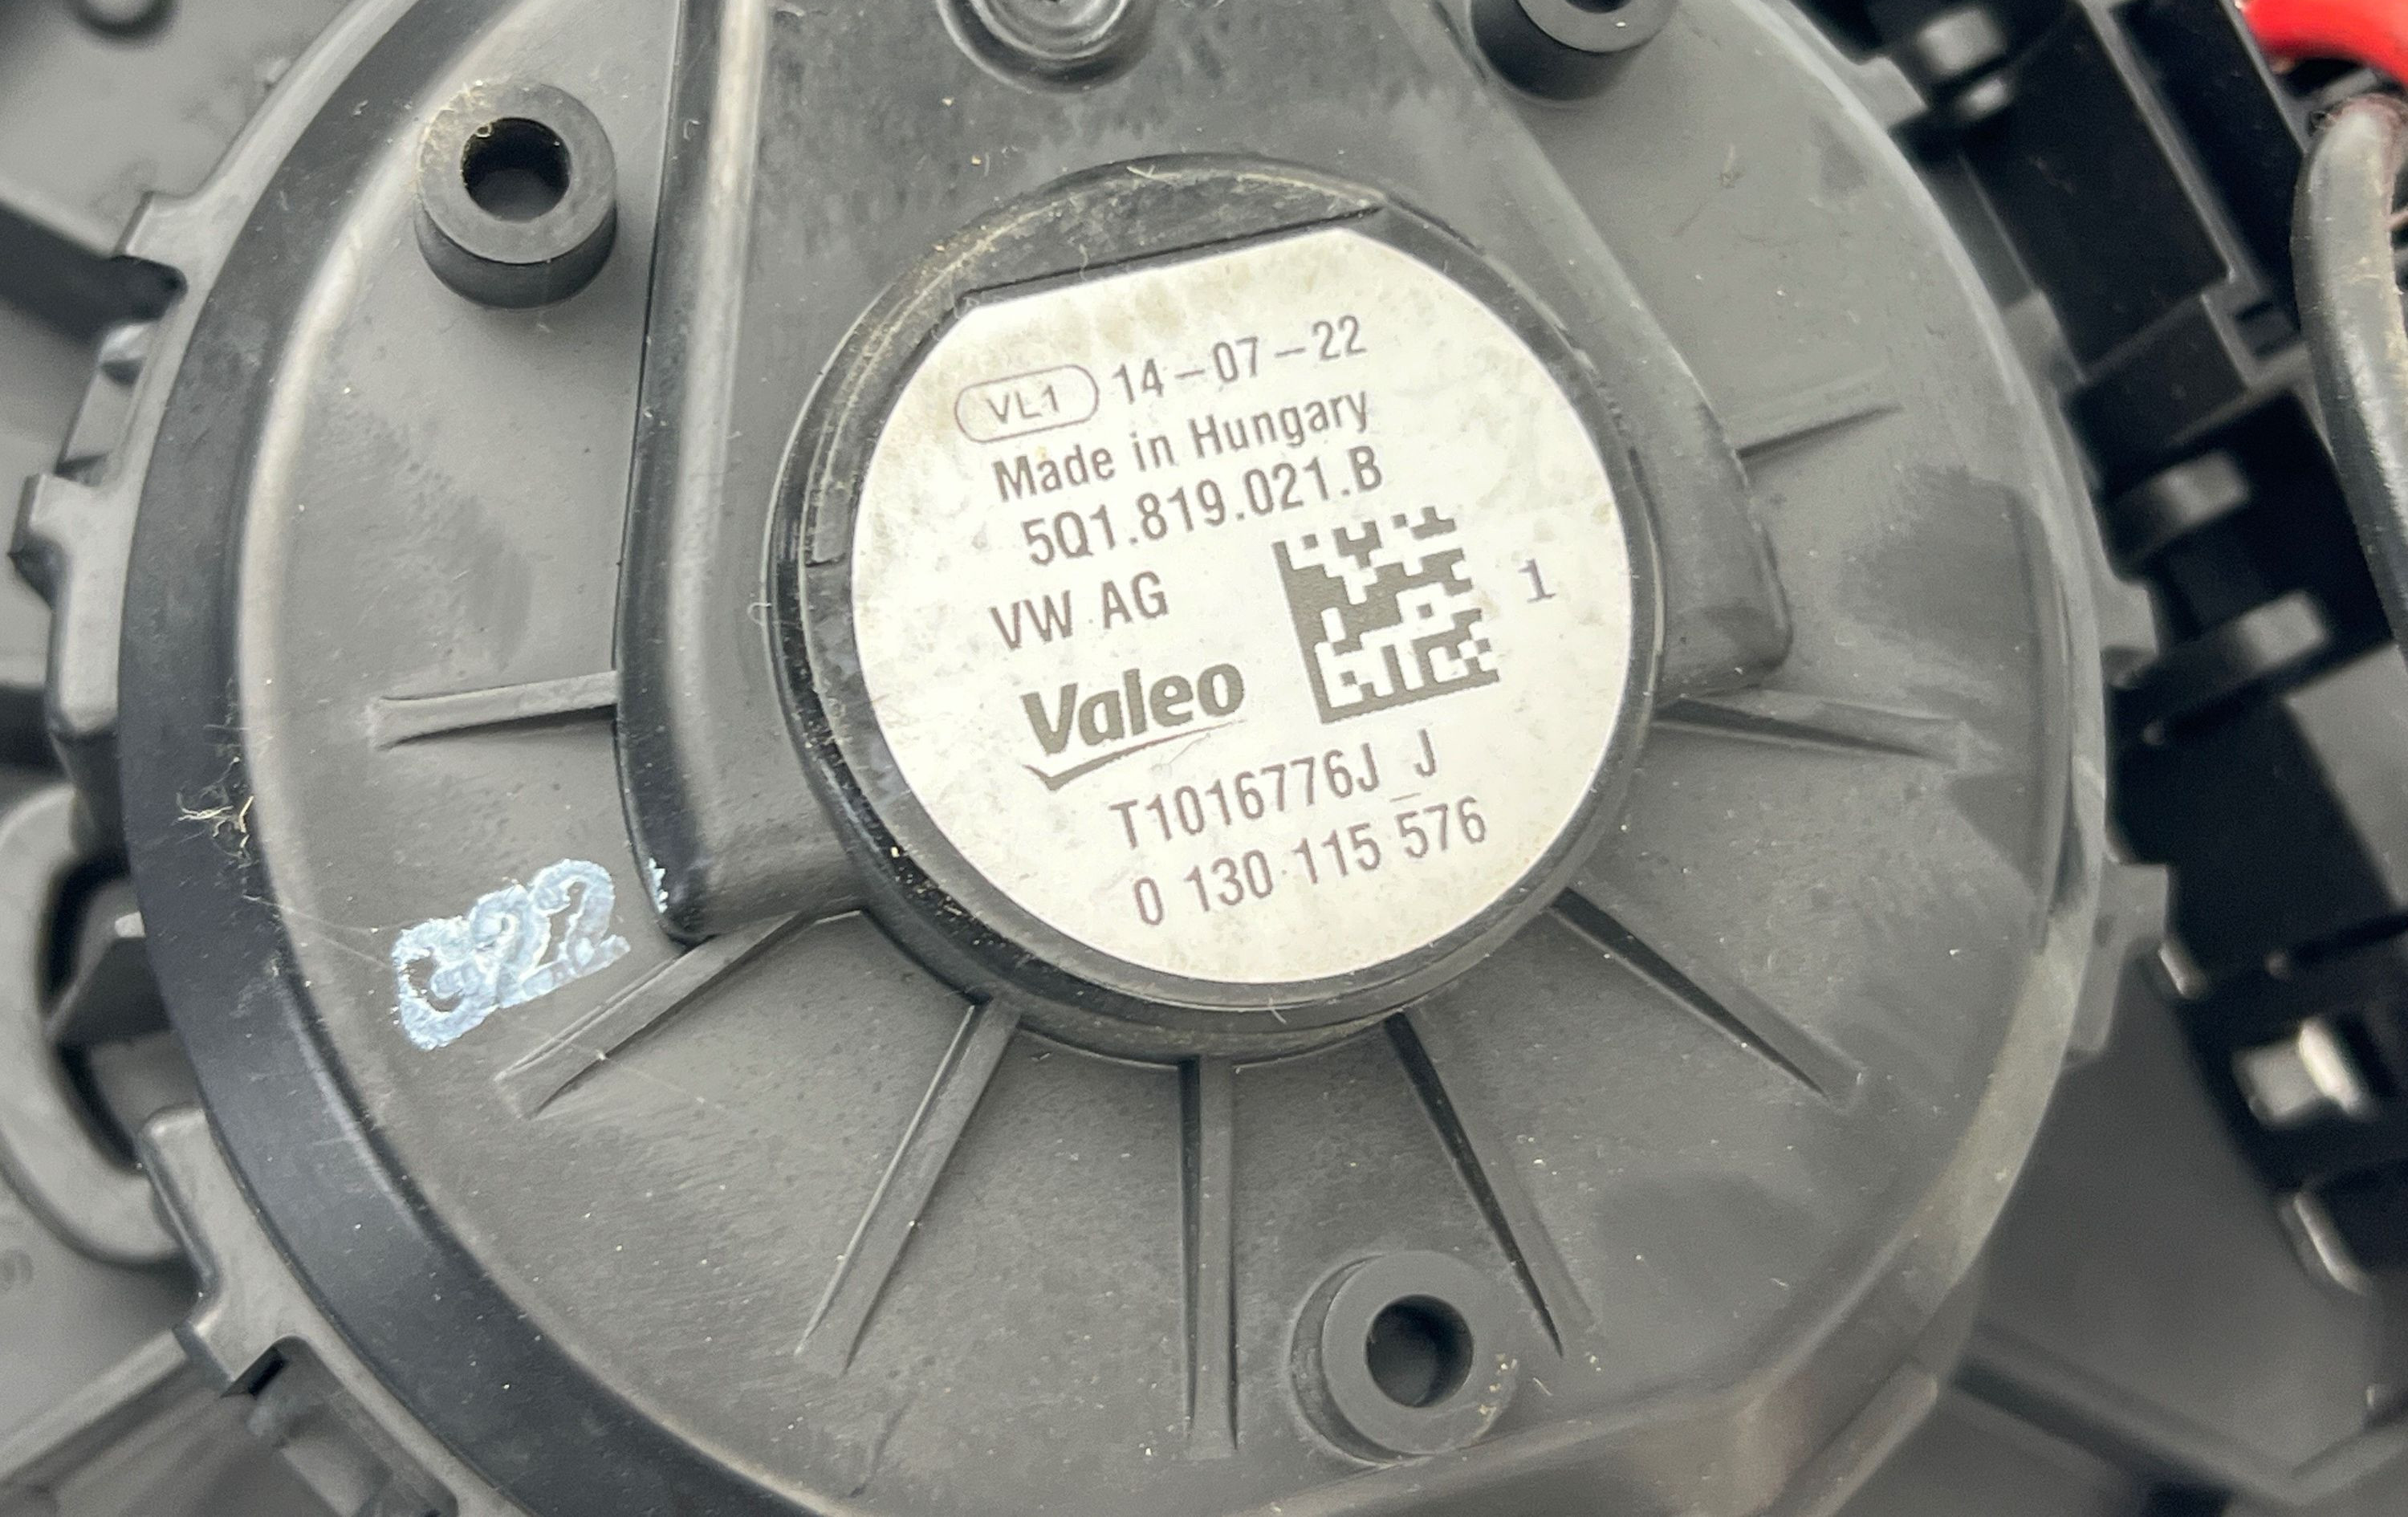 VL1 14-07-22
Made in Hungary
5Q1.819.021.B
VW AG
1
Valeo
T1016776J_J
0 130 115 576